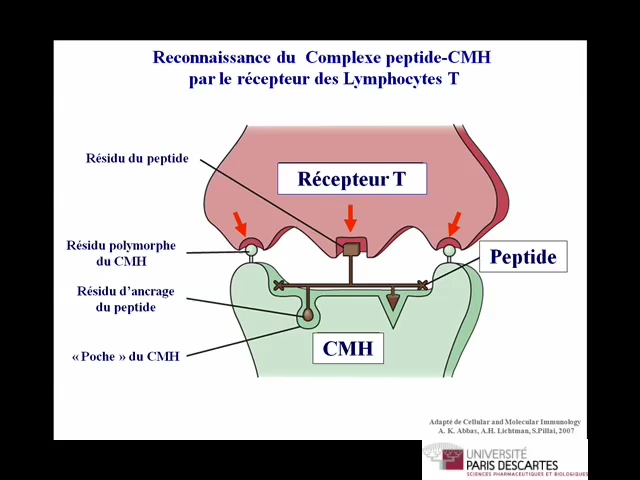 Reconnaissance du Complexe peptide-CMH
par le récepteur des Lymphocytes T
Résidu du peptide
Récepteur T
Résidu polymorphe
du CMH
Peptide
Résidu d'ancrage
du peptide
CMH
« Poche » du CMH
Adapté de Cellular and Molecular Immunology
A. K. Abbas, A.H. Lichtman, S.Pillai, 2007
UNIVERSITÉ
PARIS DESCARTES
SCIENCES PHARMACEUTIQUES ET BIOLOGIQUES